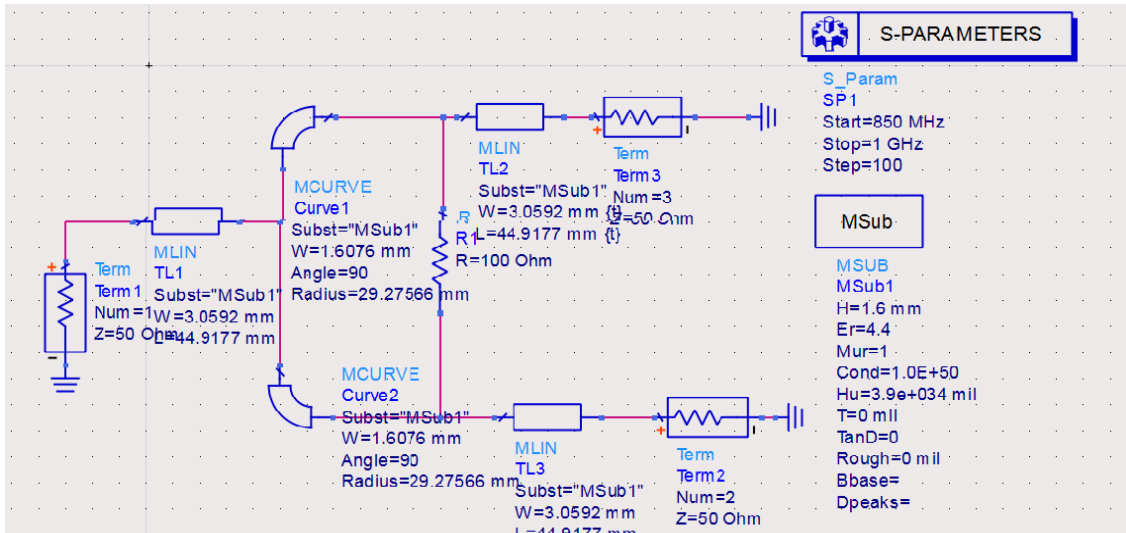 S-PARAMETERS
S_Param
SP1
Start=850 MHz
Stop=1 GHz
Step=100
MLIN
TL2
Subst="MSub1"
W=3.0592 mm {t}
L=44.9177 mm {t}
Term
Term3
Num=3
Z=50 Ohm
MCURVE
Curve1
Subst="MSub1"
W=1.6076 mm
Angle=90
Radius=29.27566 mm
R
R1
R=100 Ohm
MSub
MLIN
TL1
Subst="MSub1"
W=3.0592 mm
L=44.9177 mm
Term
Term1
Num=1
Z=50 Ohm
MSUB
MSub1
H=1.6 mm
Er=4.4
Mur=1
Cond=1.0E+50
Hu=3.9e+034 mil
T=0 mil
TanD=0
Rough=0 mil
Bbase=
Dpeaks=
MCURVE
Curve2
Subst="MSub1"
W=1.6076 mm
Angle=90
Radius=29.27566 mm
MLIN
TL3
Subst="MSub1"
W=3.0592 mm
L=44.9177 mm
Term
Term2
Num=2
Z=50 Ohm